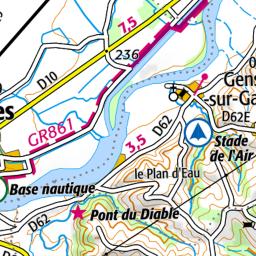 7,5
236
D10
Gens
-sur-Ga
D62E
es
GR861
3,5
D62
Stade
de l'Air
le Plan d'Eau
Base nautique
D62
Pont du Diable